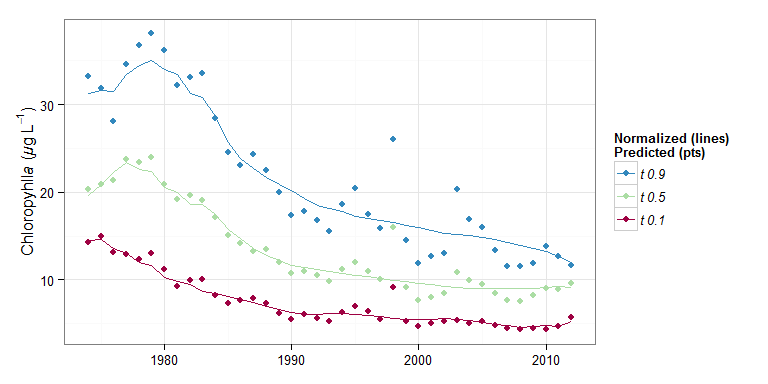 30
20
10
Chloropyhlla (µg L⁻¹)
1980
1990
2000
2010
Normalized (lines)
Predicted (pts)
τ 0.9
τ 0.5
τ 0.1